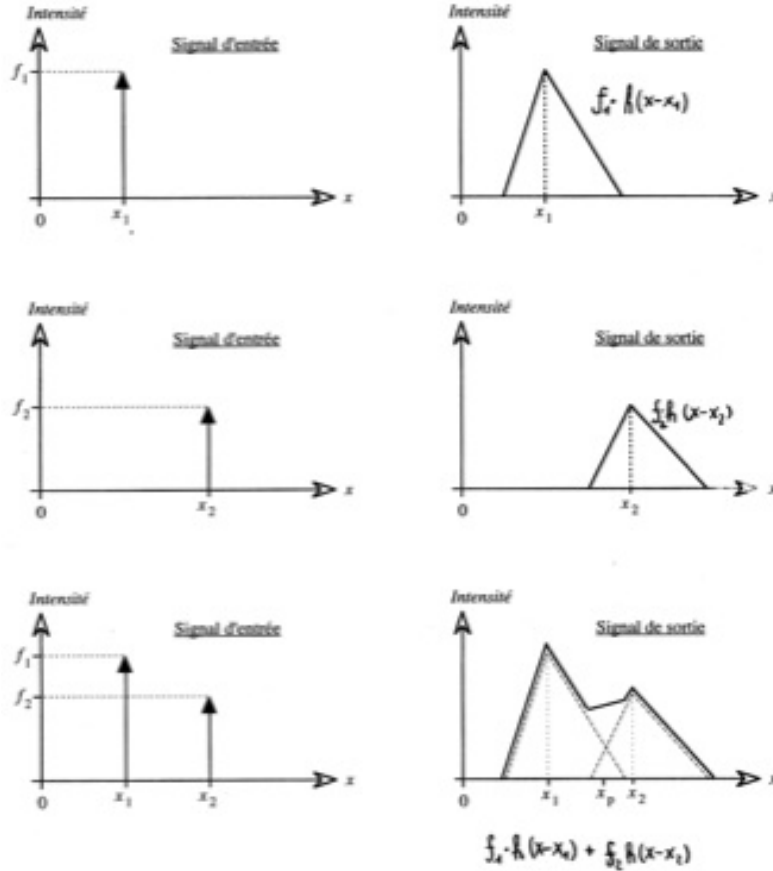 Intensité
Signal d'entrée
f₁
0
x₁
x
Intensité
Signal de sortie
f₁·h(x-x₁)
0
x₁
x
Intensité
Signal d'entrée
f₂
0
x₂
x
Intensité
Signal de sortie
f₂h(x-x₂)
0
x₂
x
Intensité
Signal d'entrée
f₁
f₂
0
x₁
x₂
x
Intensité
Signal de sortie
0
x₁
xₚ
x₂
x
f₁·h(x-x₁) + f₂h(x-x₂)